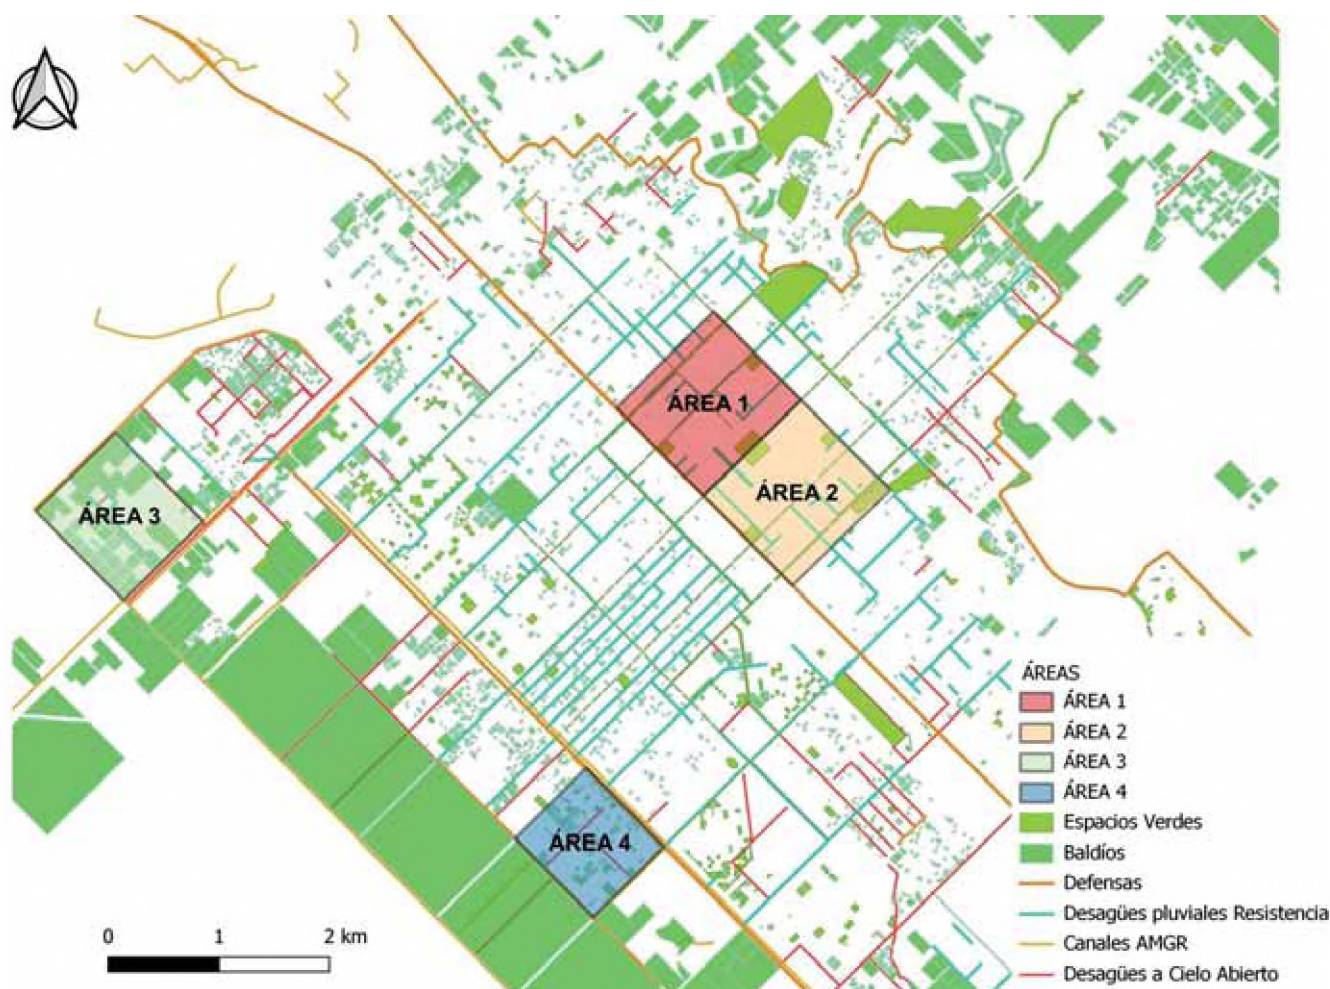 ÁREA 1
ÁREA 2
ÁREA 3
ÁREA 4
ÁREAS
ÁREA 1
ÁREA 2
ÁREA 3
ÁREA 4
Espacios Verdes
Baldíos
Defensas
Desagües pluviales Resistencia
Canales AMGR
Desagües a Cielo Abierto
0 1 2 km